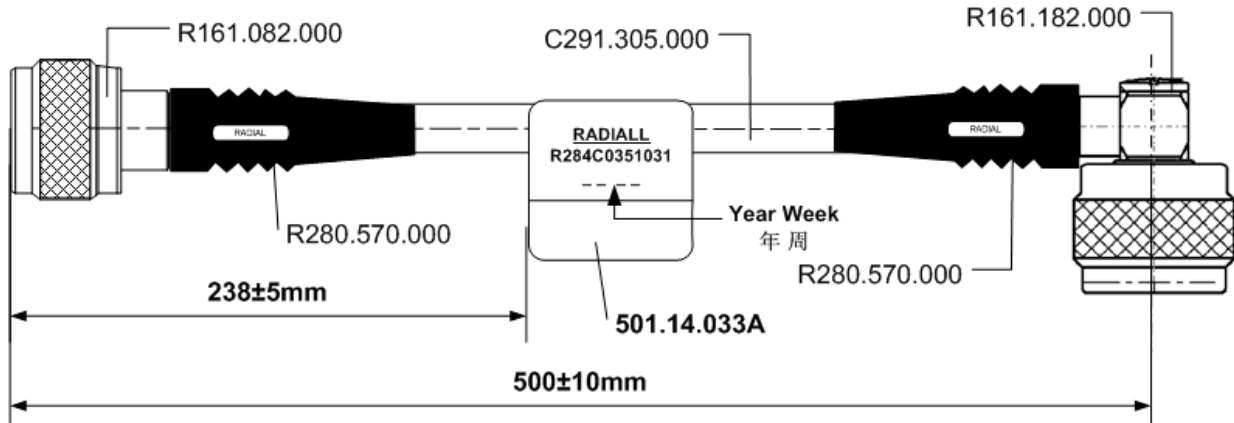 R161.082.000
C291.305.000
R161.182.000
RADIAL
RADIALL
R284C0351031
RADIAL
Year Week
年 周
R280.570.000
R280.570.000
238±5mm
501.14.033A
500±10mm